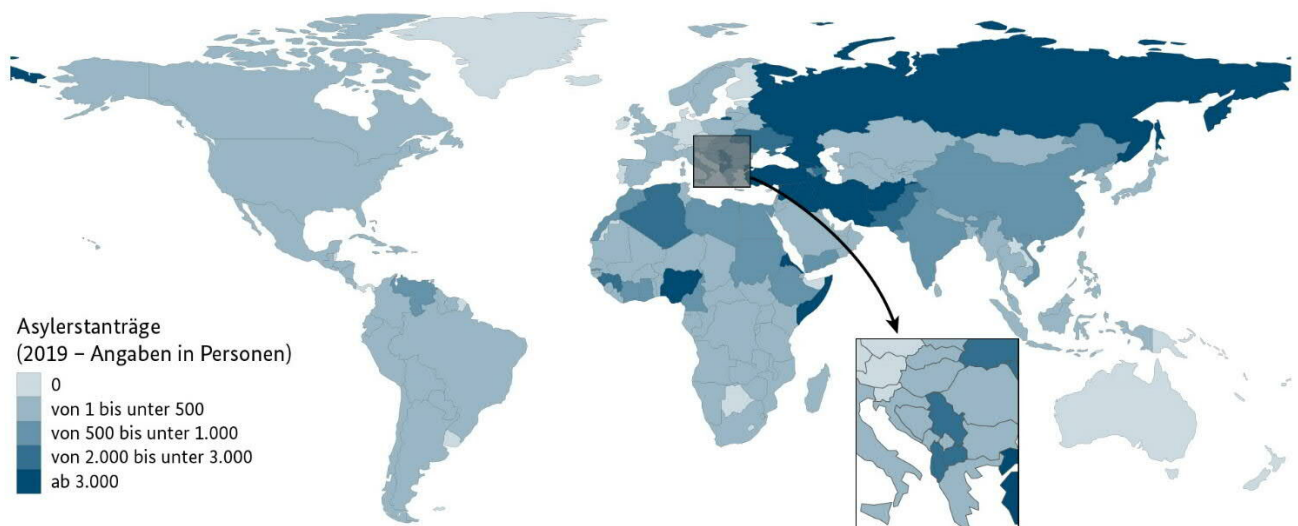 Asylerstanträge
(2019 – Angaben in Personen)
0
von 1 bis unter 500
von 500 bis unter 1.000
von 2.000 bis unter 3.000
ab 3.000